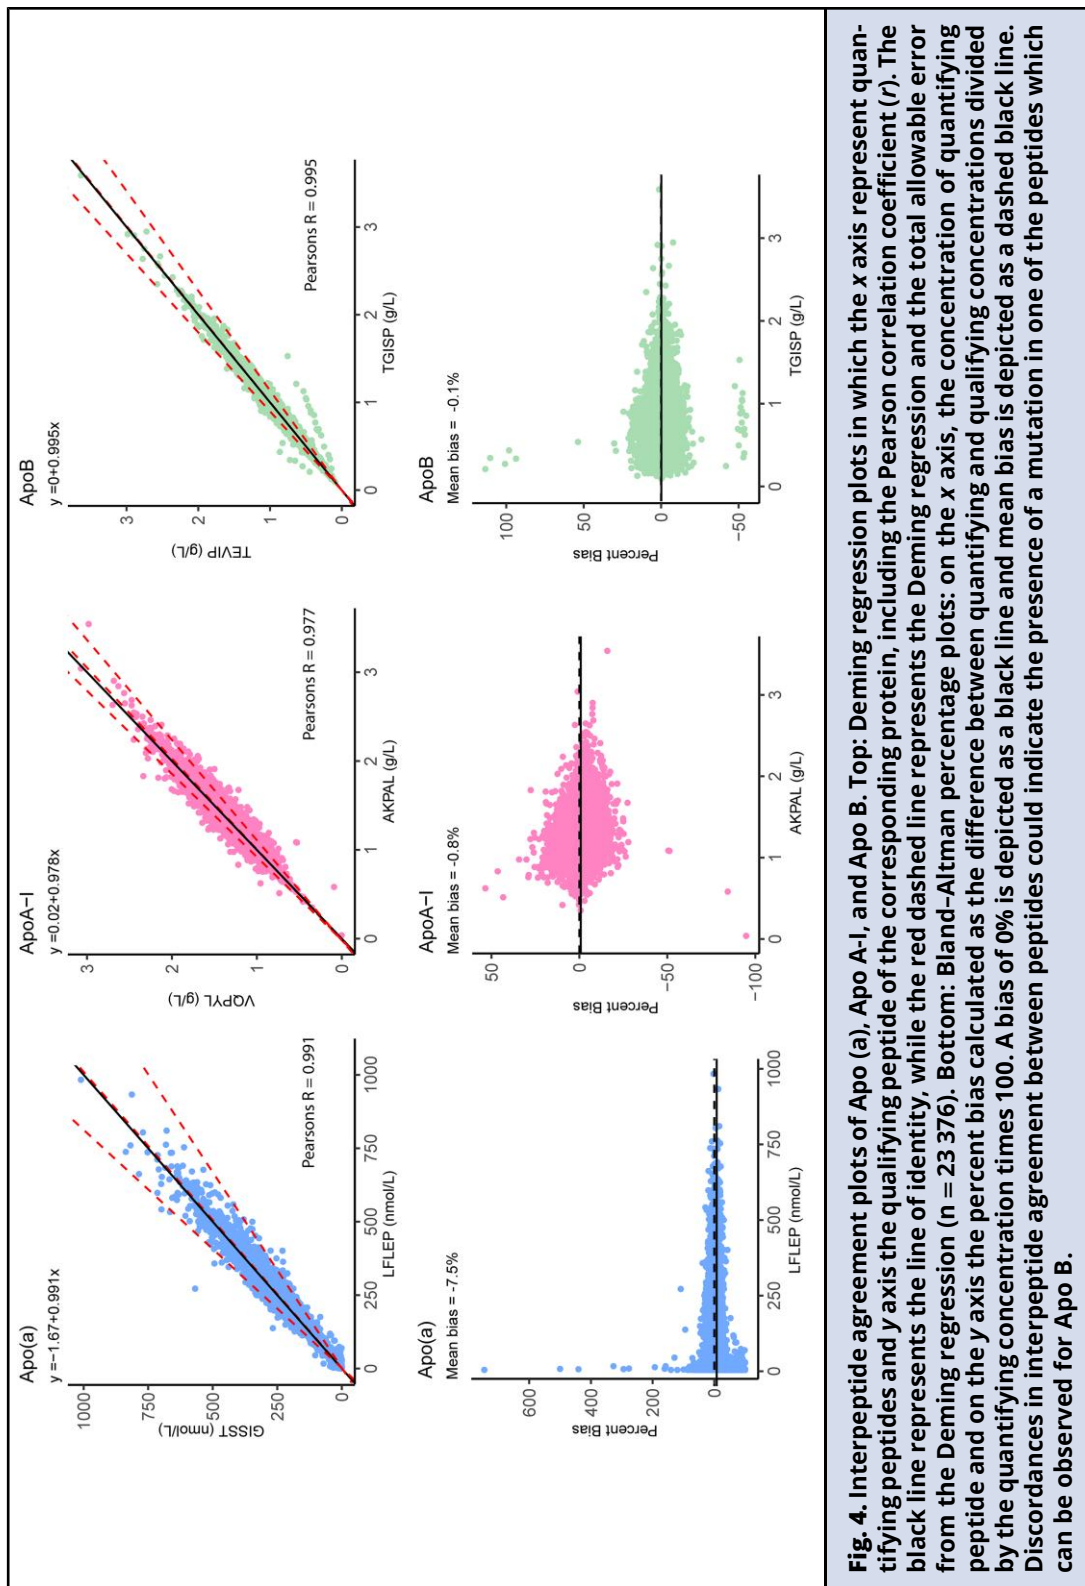 Apo(a)
y =−1.67+0.991x
1000
750
500
250
0
GISST (nmol/L)
Pearsons R = 0.991
0
250
500
750
1000
LFLEP (nmol/L)
ApoA−I
y =0.02+0.978x
3
2
1
0
VQPYL (g/L)
Pearsons R = 0.977
0
1
2
3
AKPAL (g/L)
ApoB
y =0+0.995x
3
2
1
0
TEVIP (g/L)
Pearsons R = 0.995
0
1
2
3
TGISP (g/L)
Apo(a)
Mean bias = -7.5%
600
400
200
0
Percent Bias
0
250
500
750
1000
LFLEP (nmol/L)
ApoA−I
Mean bias = -0.8%
50
0
−50
−100
Percent Bias
0
1
2
3
AKPAL (g/L)
ApoB
Mean bias = -0.1%
100
50
0
−50
Percent Bias
0
1
2
3
TGISP (g/L)
Fig. 4. Interpeptide agreement plots of Apo (a), Apo A-I, and Apo B. Top: Deming regression plots in which the x axis represent quan-
tifying peptides and y axis the qualifying peptide of the corresponding protein, including the Pearson correlation coefficient (r). The
black line represents the line of identity, while the red dashed line represents the Deming regression and the total allowable error
from the Deming regression (n = 23 376). Bottom: Bland–Altman percentage plots: on the x axis, the concentration of quantifying
peptide and on the y axis the percent bias calculated as the difference between quantifying and qualifying concentrations divided
by the quantifying concentration times 100. A bias of 0% is depicted as a black line and mean bias is depicted as a dashed black line.
Discordances in interpeptide agreement between peptides could indicate the presence of a mutation in one of the peptides which
can be observed for Apo B.